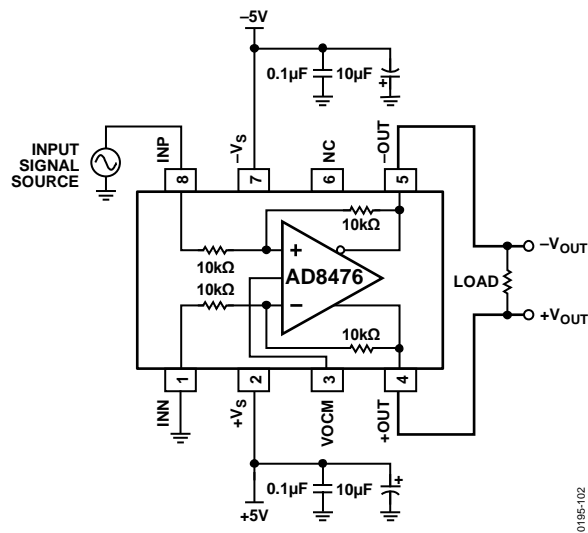 –5V
0.1µF
10µF
+
INPUT
SIGNAL
SOURCE
INP
–VS
NC
–OUT
8
7
6
5
10kΩ
10kΩ
+
AD8476
10kΩ
–
10kΩ
–VOUT
LOAD
+VOUT
1
2
3
4
INN
+VS
VOCM
+OUT
0.1µF
10µF
+
+5V
0195-102